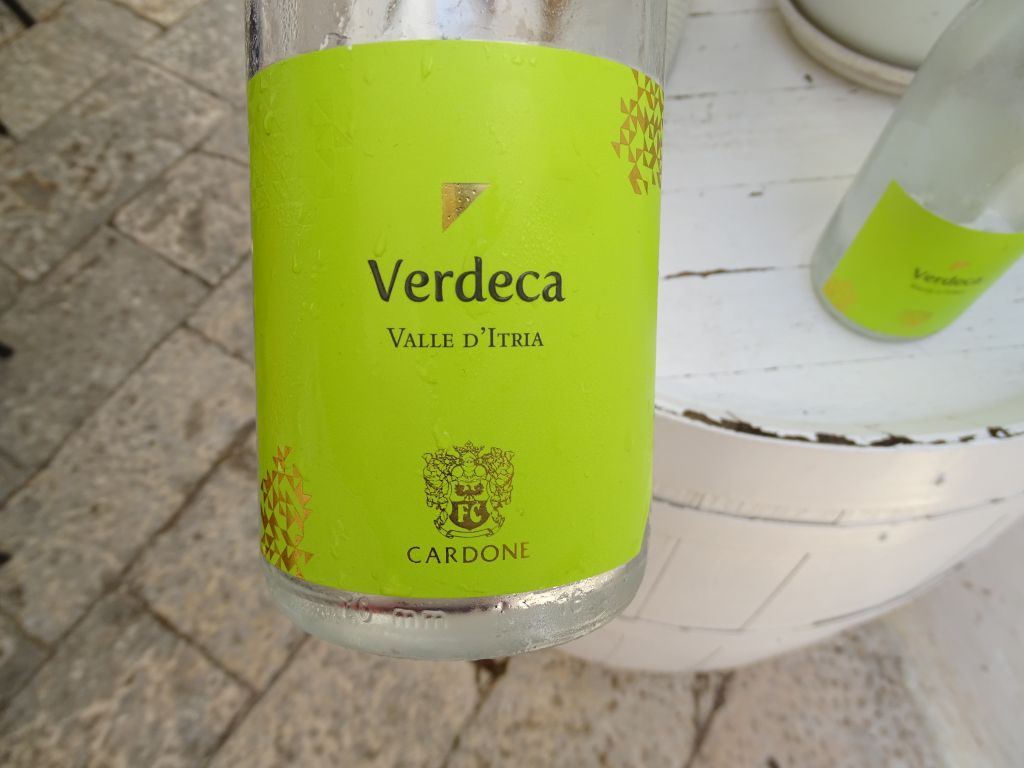 Verdeca
VALLE D'ITRIA
FC
CARDONE
Verdeca